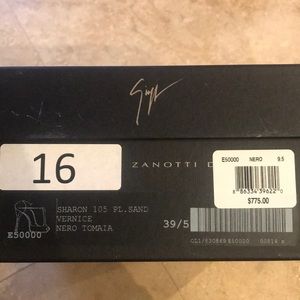 16
ZANOTTI D
E50000 NERO 9.5
$775.00
SHARON 105 PL.SAND
VERNICE
NERO TOMAIA
E50000
39/5